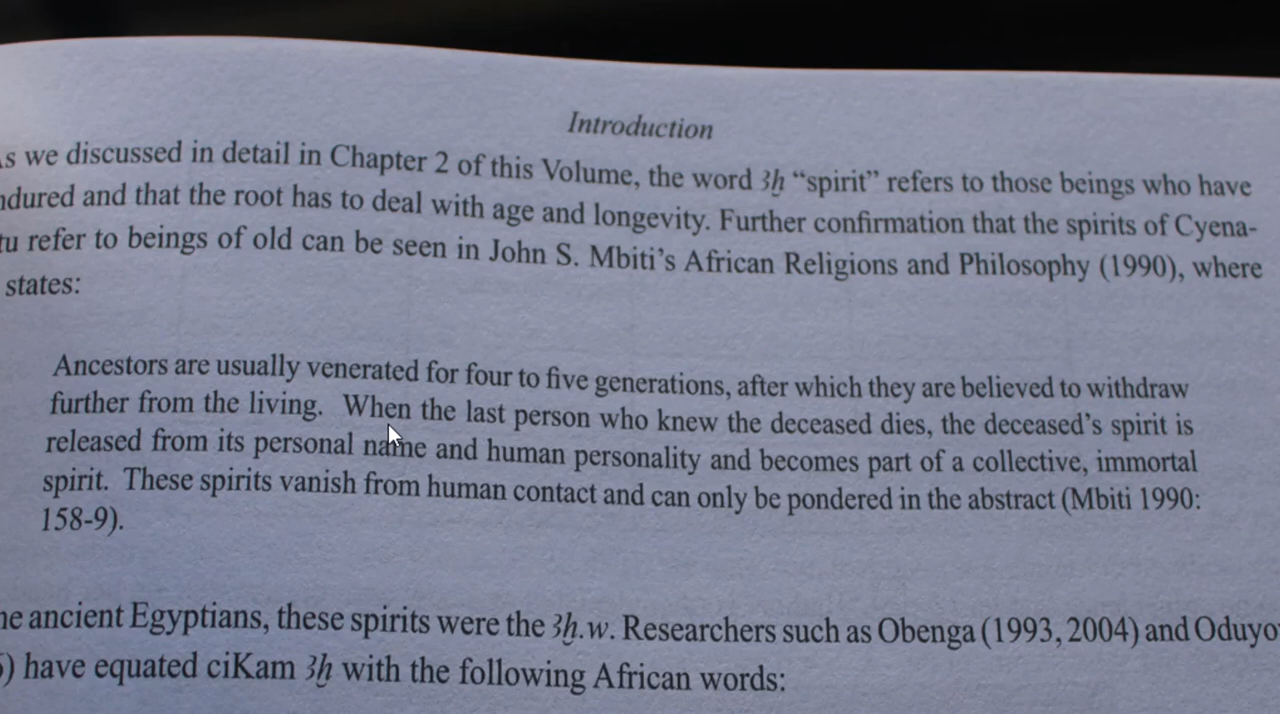 Introduction
s we discussed in detail in Chapter 2 of this Volume, the word ȝḫ “spirit” refers to those beings who have
ndured and that the root has to deal with age and longevity. Further confirmation that the spirits of Cyena-
tu refer to beings of old can be seen in John S. Mbiti’s African Religions and Philosophy (1990), where
states:
Ancestors are usually venerated for four to five generations, after which they are believed to withdraw
further from the living. When the last person who knew the deceased dies, the deceased’s spirit is
released from its personal name and human personality and becomes part of a collective, immortal
spirit. These spirits vanish from human contact and can only be pondered in the abstract (Mbiti 1990:
158-9).
he ancient Egyptians, these spirits were the ȝḫ.w. Researchers such as Obenga (1993, 2004) and Oduyo
) have equated ciKam ȝḫ with the following African words: